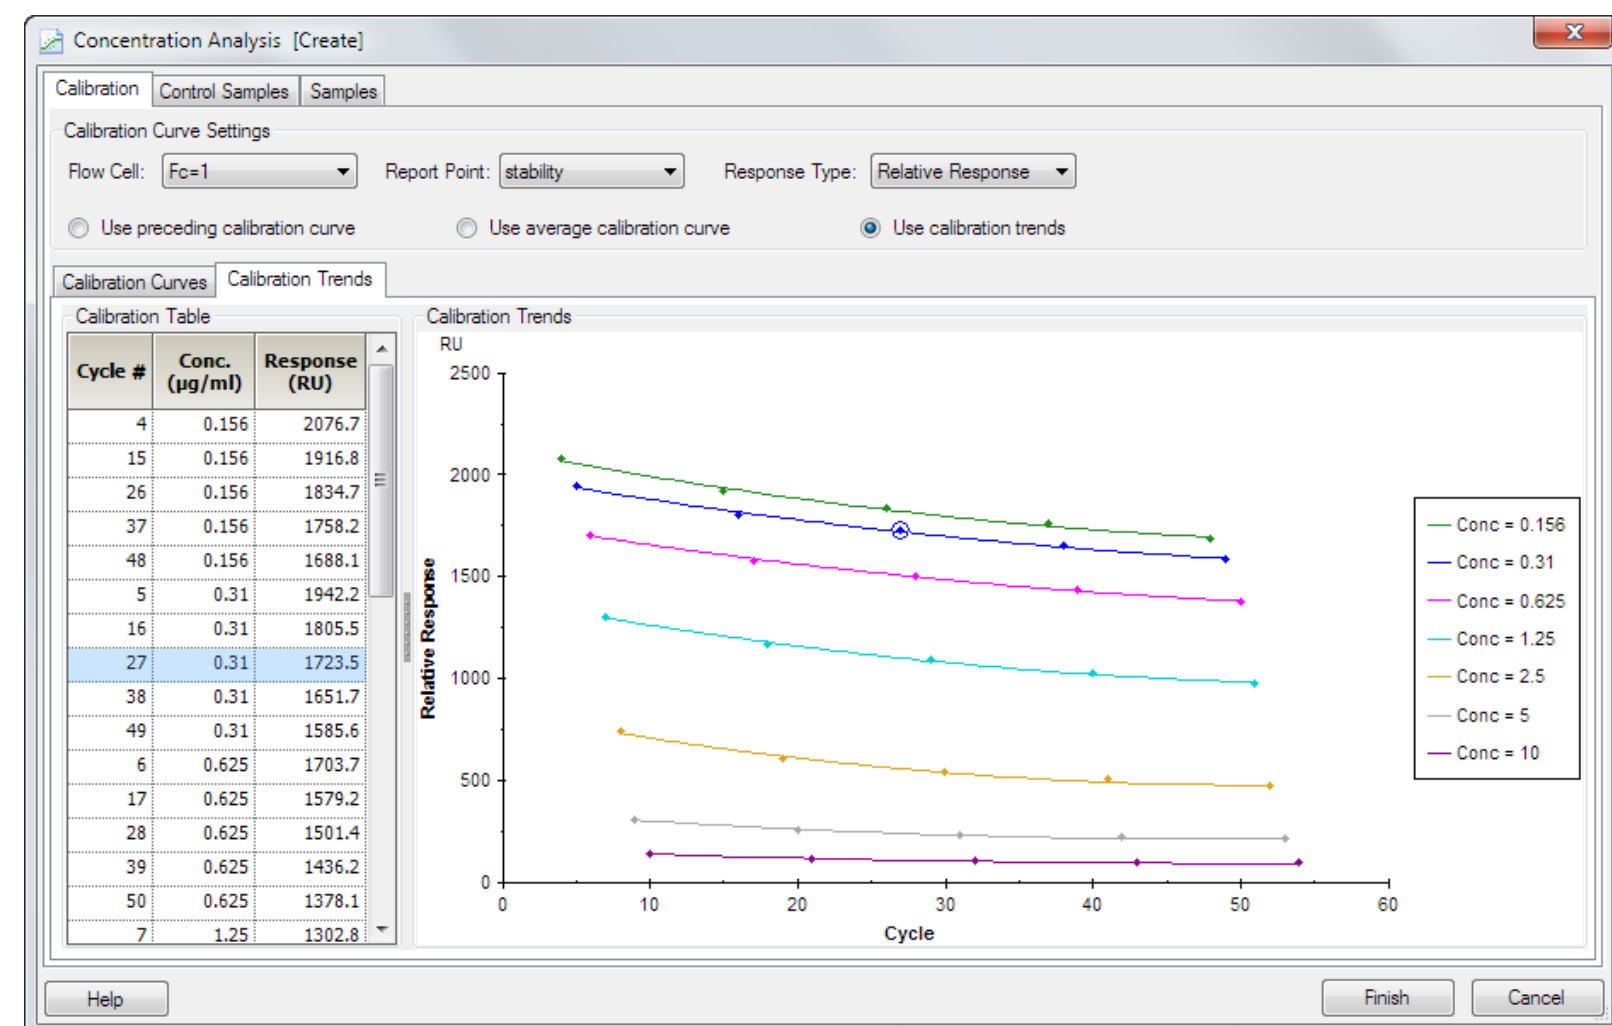 Concentration Analysis [Create]
X
Calibration Control Samples Samples
Calibration Curve Settings
Flow Cell: Fc=1 Report Point: stability Response Type: Relative Response
Use preceding calibration curve Use average calibration curve Use calibration trends
Calibration Curves Calibration Trends
Calibration Table
Cycle # Conc. (µg/ml) Response (RU)
4 0.156 2076.7
15 0.156 1916.8
26 0.156 1834.7
37 0.156 1758.2
48 0.156 1688.1
5 0.31 1942.2
16 0.31 1805.5
27 0.31 1723.5
38 0.31 1651.7
49 0.31 1585.6
6 0.625 1703.7
17 0.625 1579.2
28 0.625 1501.4
39 0.625 1436.2
50 0.625 1378.1
7 1.25 1302.8
Calibration Trends
RU
2500
2000
1500
1000
500
0
Relative Response
0 10 20 30 40 50 60
Cycle
Conc = 0.156
Conc = 0.31
Conc = 0.625
Conc = 1.25
Conc = 2.5
Conc = 5
Conc = 10
Help Finish Cancel